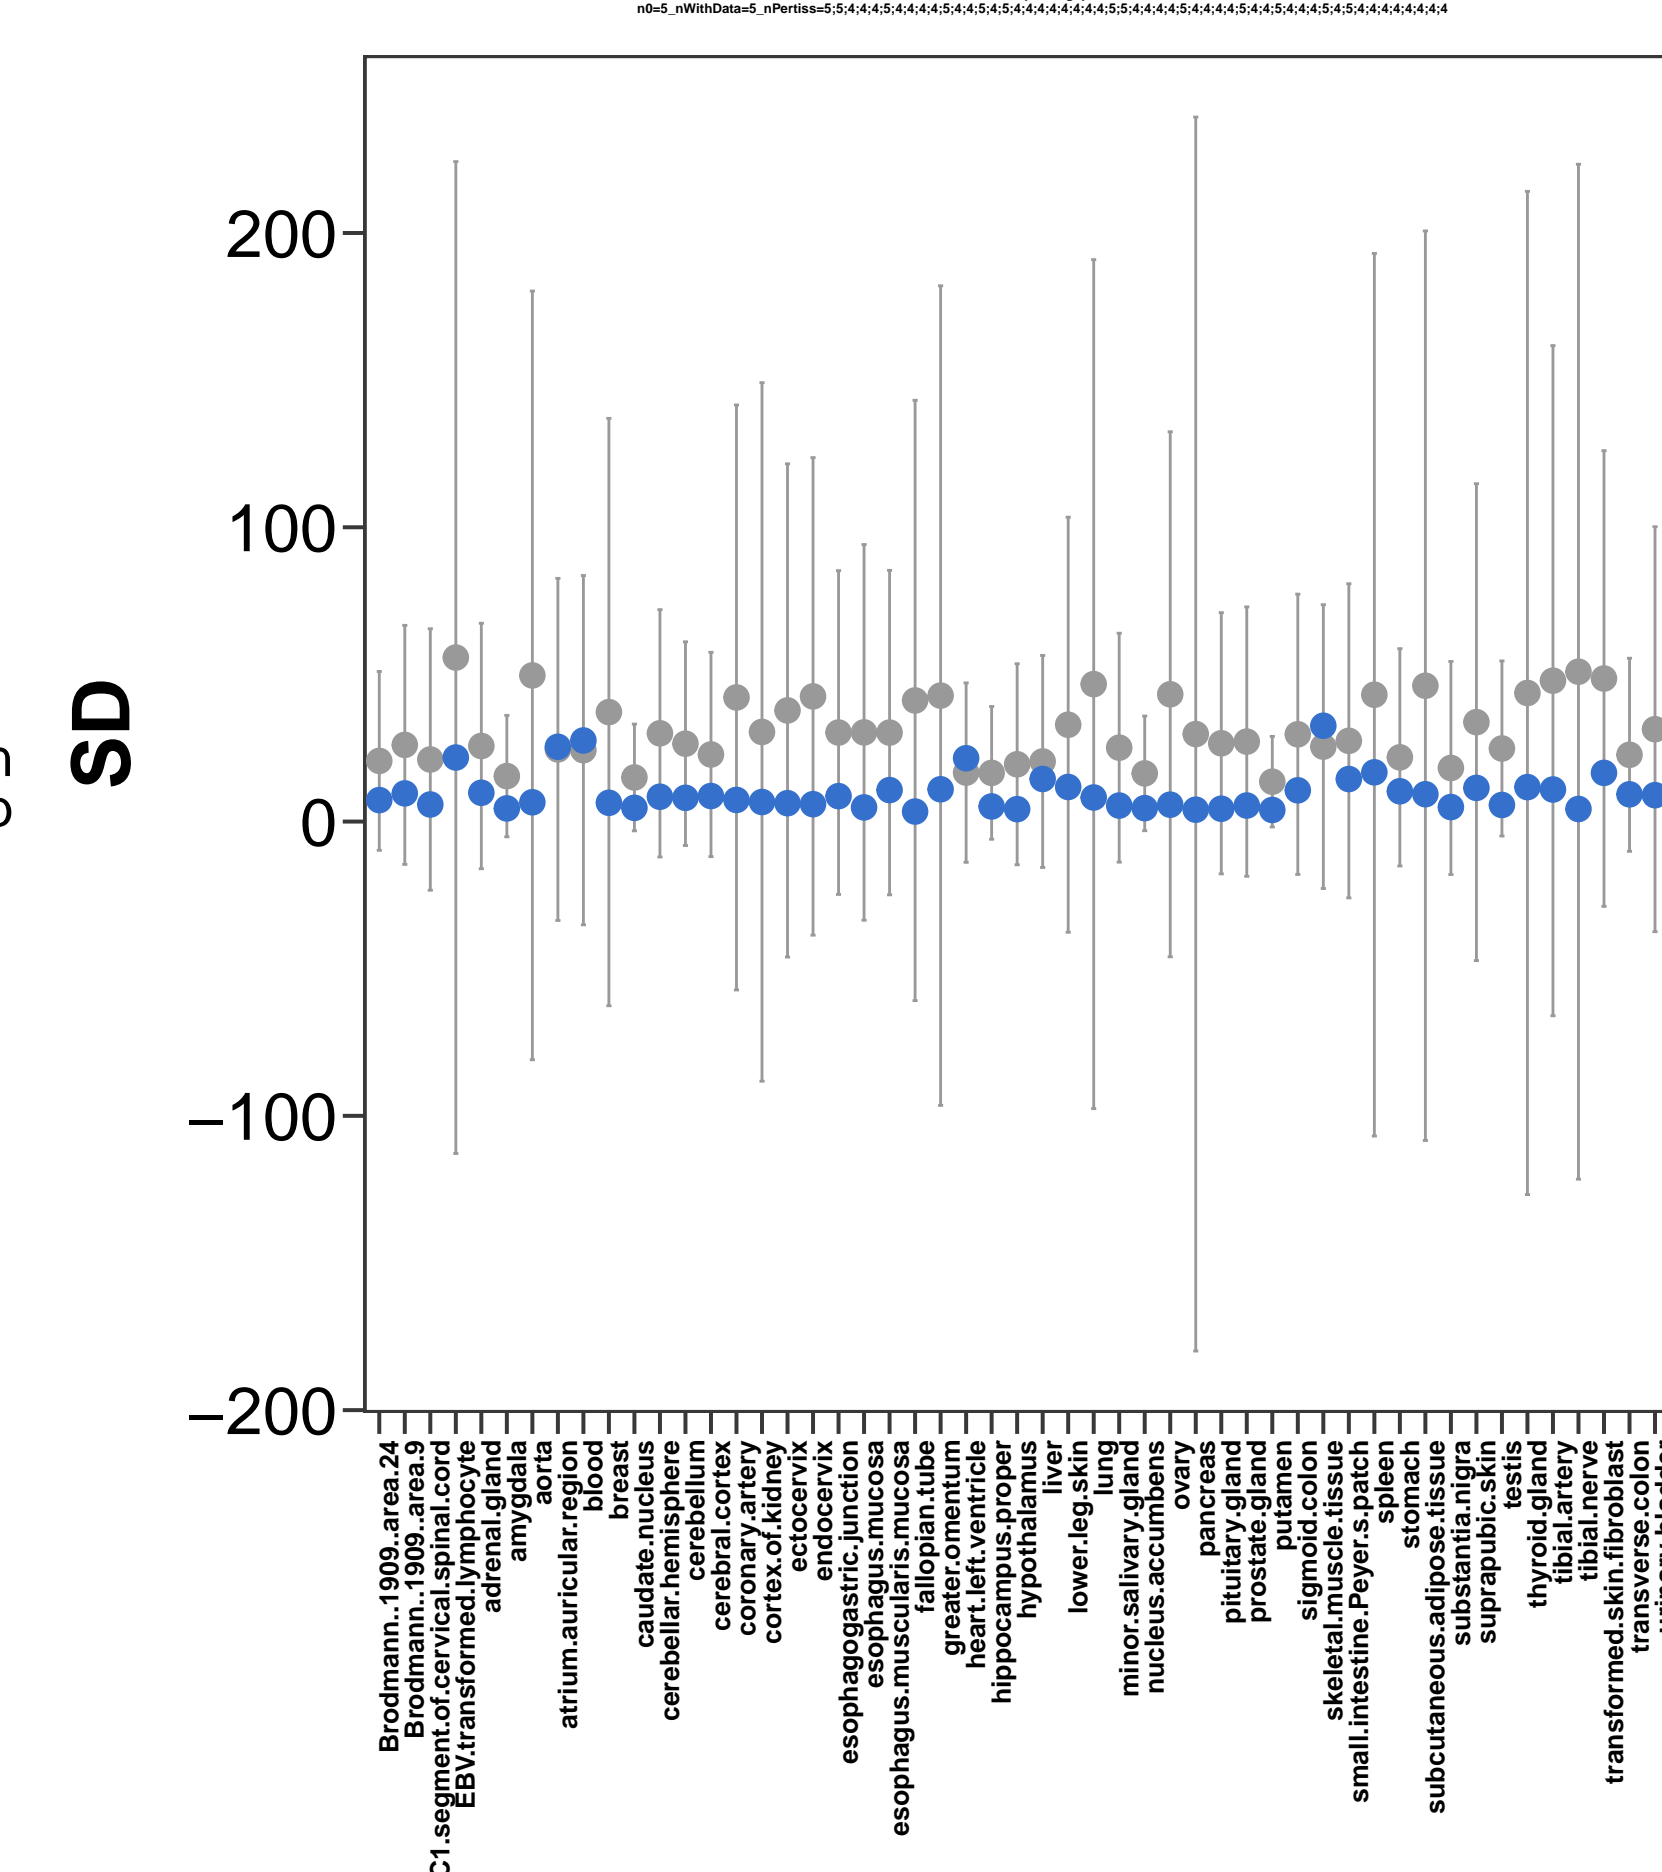 n0=5_nWithData=5_nPertiss=5;5;4;4;4;5;4;4;4;4;5;4;4;5;4;5;4;4;4;4;4;4;4;4;5;5;4;4;4;4;5;4;4;4;4;5;4;4;5;4;4;4;5;4;5;4;4;4;4;4;4;4;4
SD
200
100
0
−100
−200
Brodmann..1909..area.24
Brodmann..1909..area.9
C1.segment.of.cervical.spinal.cord
EBV.transformed.lymphocyte
adrenal.gland
amygdala
aorta
atrium.auricular.region
blood
breast
caudate.nucleus
cerebellar.hemisphere
cerebellum
cerebral.cortex
coronary.artery
cortex.of.kidney
ectocervix
endocervix
esophagogastric.junction
esophagus.mucosa
esophagus.muscularis.mucosa
fallopian.tube
greater.omentum
heart.left.ventricle
hippocampus.proper
hypothalamus
liver
lower.leg.skin
lung
minor.salivary.gland
nucleus.accumbens
ovary
pancreas
pituitary.gland
prostate.gland
putamen
sigmoid.colon
skeletal.muscle.tissue
small.intestine.Peyer.s.patch
spleen
stomach
subcutaneous.adipose.tissue
substantia.nigra
suprapubic.skin
testis
thyroid.gland
tibial.artery
tibial.nerve
transformed.skin.fibroblast
transverse.colon